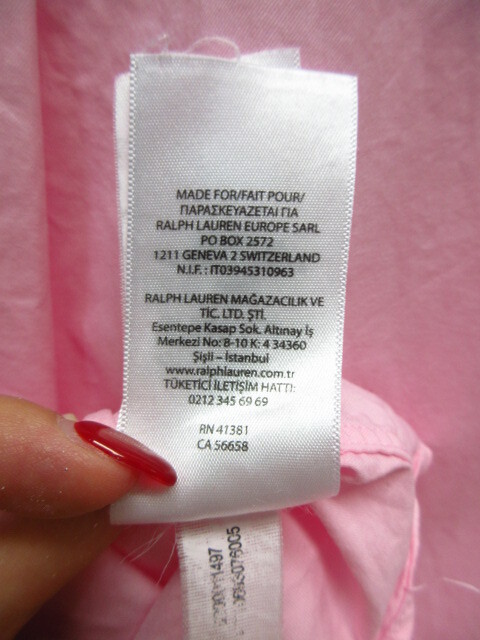 MADE FOR/FAIT POUR/
ΠΑΡΑΣΚΕΥΑΖΕΤΑΙ ΓΙΑ
RALPH LAUREN EUROPE SARL
PO BOX 2572
1211 GENEVA 2 SWITZERLAND
N.I.F. : IT03945310963
RALPH LAUREN MAĞAZACILIK VE
TİC. LTD. ŞTİ.
Esentepe Kasap Sok. Altınay İş
Merkezi No: 8-10 K: 4 34360
Şişli – İstanbul
www.ralphlauren.com.tr
TÜKETİCİ İLETİŞİM HATTI:
0212 345 69 69
RN 41381
CA 56658